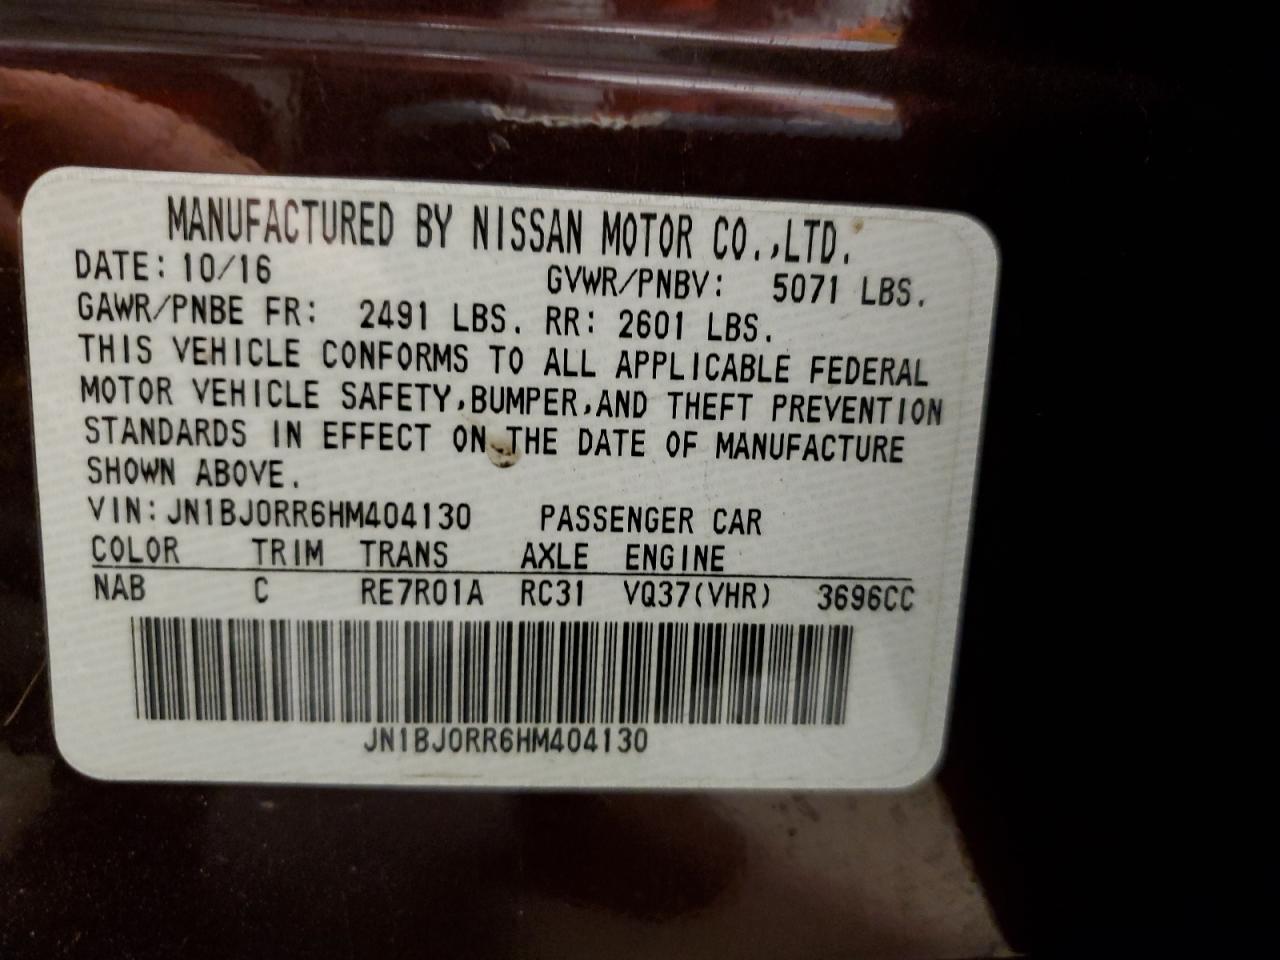 MANUFACTURED BY NISSAN MOTOR CO.,LTD.
DATE: 10/16 GVWR/PNBV: 5071 LBS.
GAWR/PNBE FR: 2491 LBS. RR: 2601 LBS.
THIS VEHICLE CONFORMS TO ALL APPLICABLE FEDERAL
MOTOR VEHICLE SAFETY,BUMPER,AND THEFT PREVENTION
STANDARDS IN EFFECT ON THE DATE OF MANUFACTURE
SHOWN ABOVE.
VIN: JN1BJ0RR6HM404130 PASSENGER CAR
COLOR TRIM TRANS AXLE ENGINE
NAB C RE7R01A RC31 VQ37(VHR) 3696CC
JN1BJ0RR6HM404130